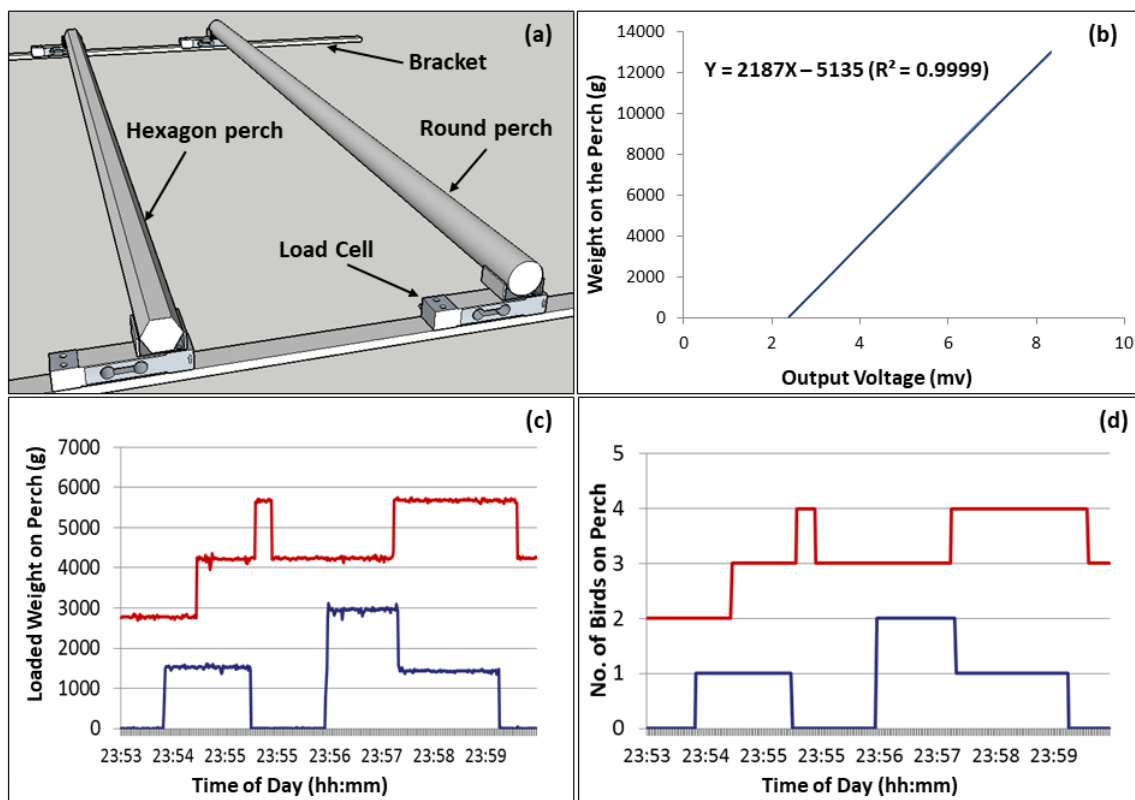 (a)
Bracket
Hexagon perch
Round perch
Load Cell
(b)
Y = 2187X – 5135 (R² = 0.9999)
Weight on the Perch (g)
14000
12000
10000
8000
6000
4000
2000
0
0 2 4 6 8 10
Output Voltage (mv)
(c)
Loaded Weight on Perch (g)
7000
6000
5000
4000
3000
2000
1000
0
23:53 23:54 23:55 23:55 23:56 23:57 23:58 23:59
Time of Day (hh:mm)
(d)
No. of Birds on Perch
5
4
3
2
1
0
23:53 23:54 23:55 23:55 23:56 23:57 23:58 23:59
Time of Day (hh:mm)